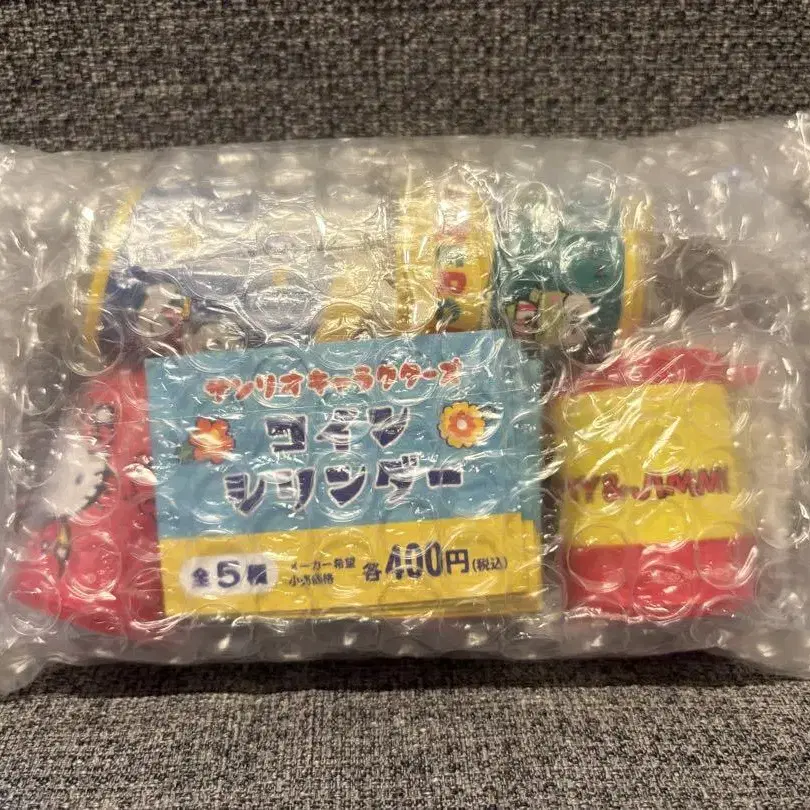 サンリオキャラクターズ
コイン
シリンダー
全5種
メーカー希望
小売価格
各400円(税込)
TY & JIMMY